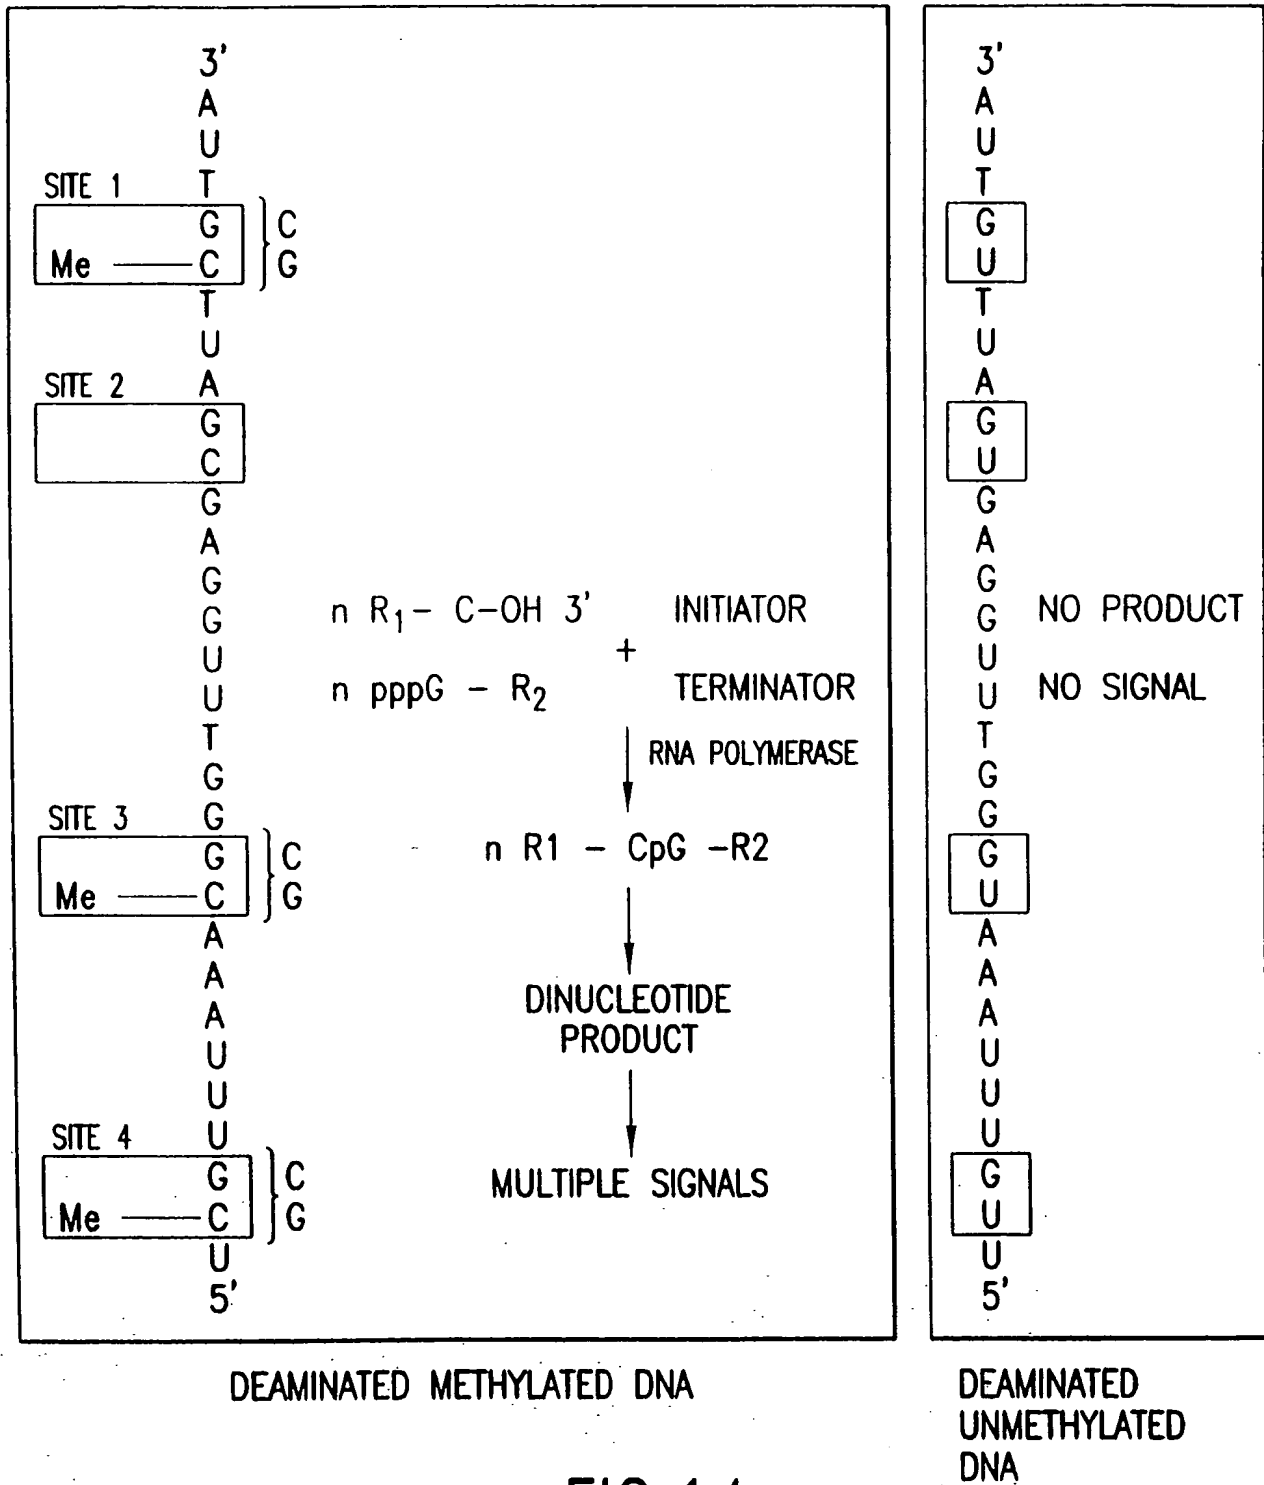 3'
A
U
SITE 1 T
G C
Me C G
T
U
SITE 2 A
G
C
G
A
G
G
U
U
T
G
SITE 3 G
G C
Me C G
A
A
A
U
U
SITE 4 U
G C
Me C G
U
5'
n R1- C-OH 3' INITIATOR
+
n pppG - R2 TERMINATOR
RNA POLYMERASE
n R1 - CpG -R2
DINUCLEOTIDE
PRODUCT
MULTIPLE SIGNALS
DEAMINATED METHYLATED DNA
3'
A
U
T
G
U
T
U
A
G
U
G
A
G
G NO PRODUCT
U
U NO SIGNAL
T
G
G
G
U
A
A
A
U
U
U
G
U
U
5'
DEAMINATED
UNMETHYLATED
DNA